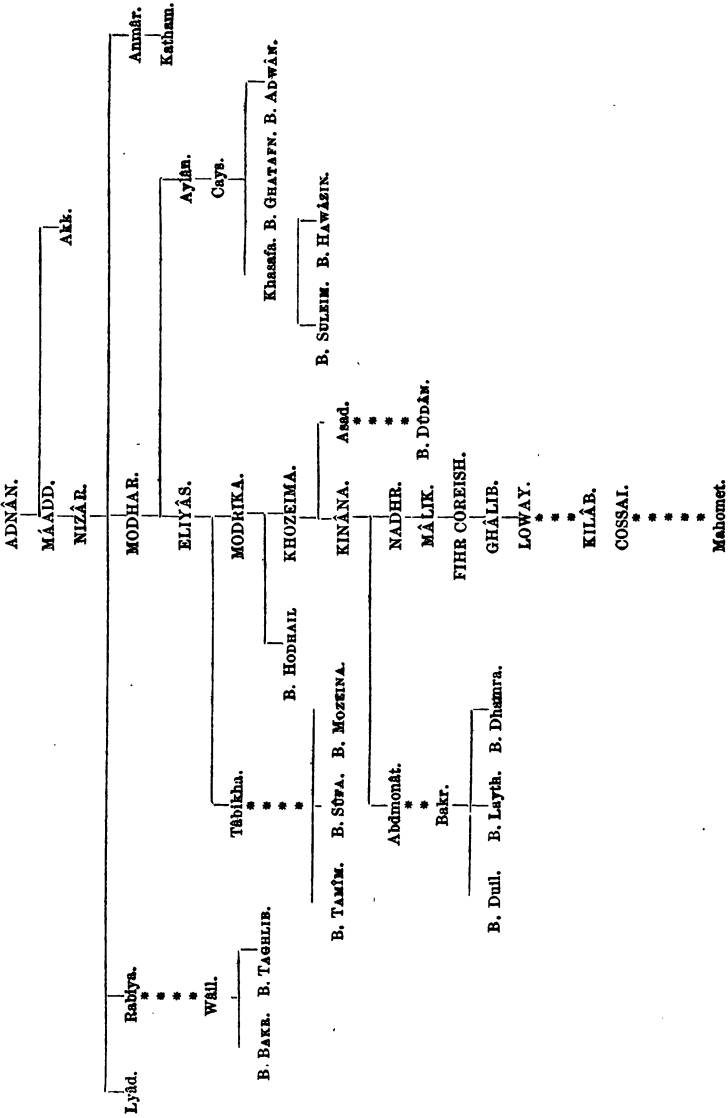 ADNÂN.
MÁADD.
Akk.
NIZÂR.
Lyâd. Rabîya. MODHAR. Anmâr.
Katham.
ELIYÂS. Aylân.
Wâil. Cays.
Tâbikha. MODRIKA.
B. BAKR. B. TAGHLIB. Khasafa. B. GHATAFN. B. ADWÂN.
B. HODHAIL KHOZEIMA.
B. SULEIM. B. HAWÂZIN.
B. TAMÎM. B. SÛFA. B. MOZEINA. KINÂNA. Asad.
Abdmonât. NADHR.
MÂLIK. B. DÛDÂN.
Bakr. FIHR COREISH.
B. Duil. B. Layth. B. Dhamra. GHÂLIB.
LOWAY.
KILÂB.
COSSAI.
Mahomet.